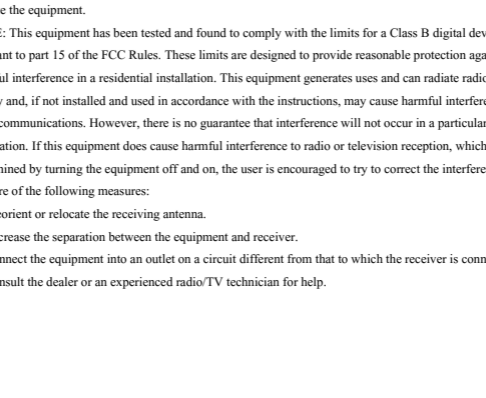 e the equipment.
: This equipment has been tested and found to comply with the limits for a Class B digital dev
nt to part 15 of the FCC Rules. These limits are designed to provide reasonable protection aga
ul interference in a residential installation. This equipment generates uses and can radiate radio
y and, if not installed and used in accordance with the instructions, may cause harmful interfere
communications. However, there is no guarantee that interference will not occur in a particular
ation. If this equipment does cause harmful interference to radio or television reception, which
mined by turning the equipment off and on, the user is encouraged to try to correct the interfere
re of the following measures:
eorient or relocate the receiving antenna.
crease the separation between the equipment and receiver.
nnect the equipment into an outlet on a circuit different from that to which the receiver is conn
nsult the dealer or an experienced radio/TV technician for help.